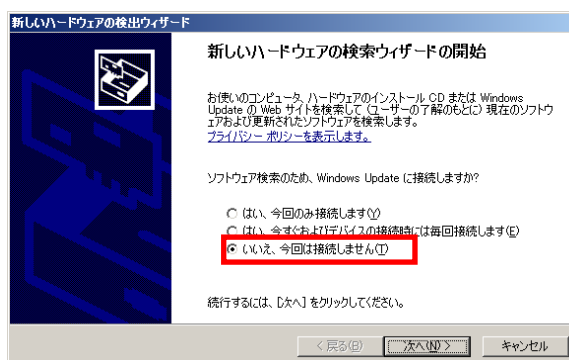 新しいハードウェアの検出ウィザード
新しいハードウェアの検索ウィザードの開始
お使いのコンピュータ、ハードウェアのインストール CD または Windows
Update の Web サイトを検索して (ユーザーの了解のもとに) 現在のソフトウ
ェアおよび更新されたソフトウェアを検索します。
プライバシー ポリシーを表示します。
ソフトウェア検索のため、Windows Update に接続しますか?
はい、今回のみ接続します(Y)
はい、今すぐおよびデバイスの接続時には毎回接続します(E)
いいえ、今回は接続しません(T)
続行するには、[次へ] をクリックしてください。
< 戻る(B)
次へ(N) >
キャンセル